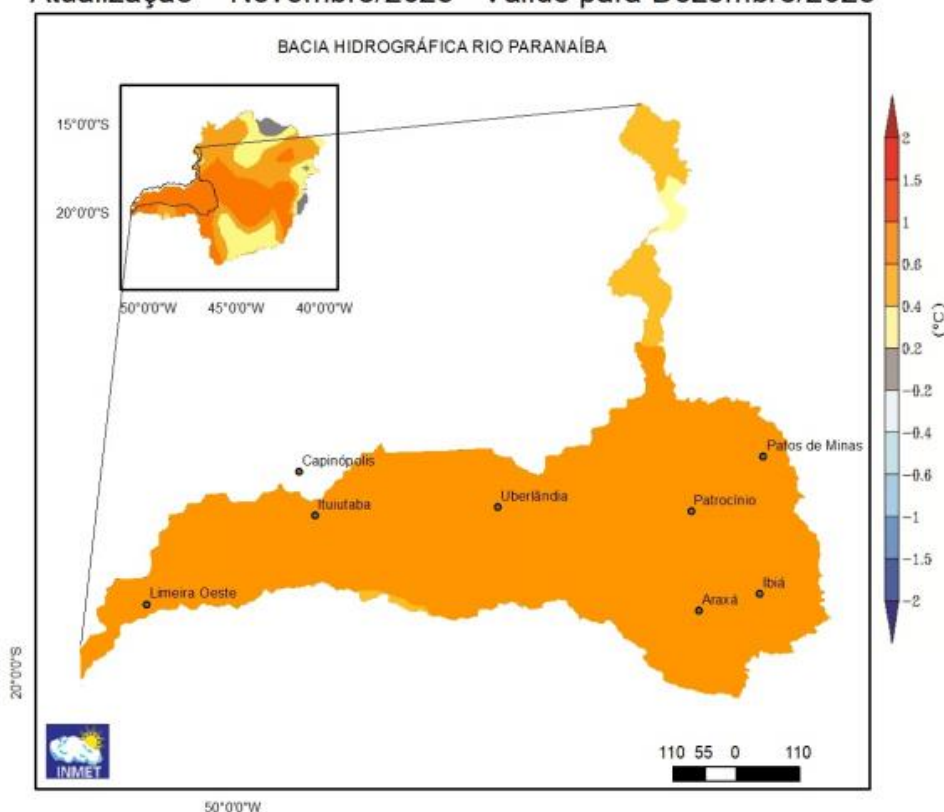 BACIA HIDROGRÁFICA RIO PARANAÍBA
15°0'0"S
20°0'0"S
50°0'0"W 45°0'0"W 40°0'0"W
2
1.5
1
0.6
0.4
0.2
-0.2
-0.4
-0.6
-1
-1.5
-2
(°C)
Patos de Minas
Capinópolis
Ituiutaba
Uberlândia
Patrocínio
Limeira Oeste
Ibiá
Araxá
20°0'0"S
INMET
110 55 0 110
50°0'0"W